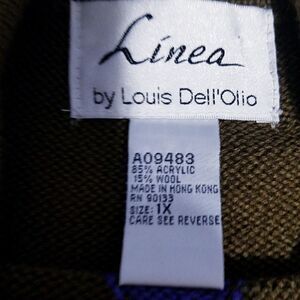 Linea
by Louis Dell'Olio
A09483
85% ACRYLIC
15% WOOL
MADE IN HONG KONG
RN 90133
SIZE: 1X
CARE SEE REVERSE